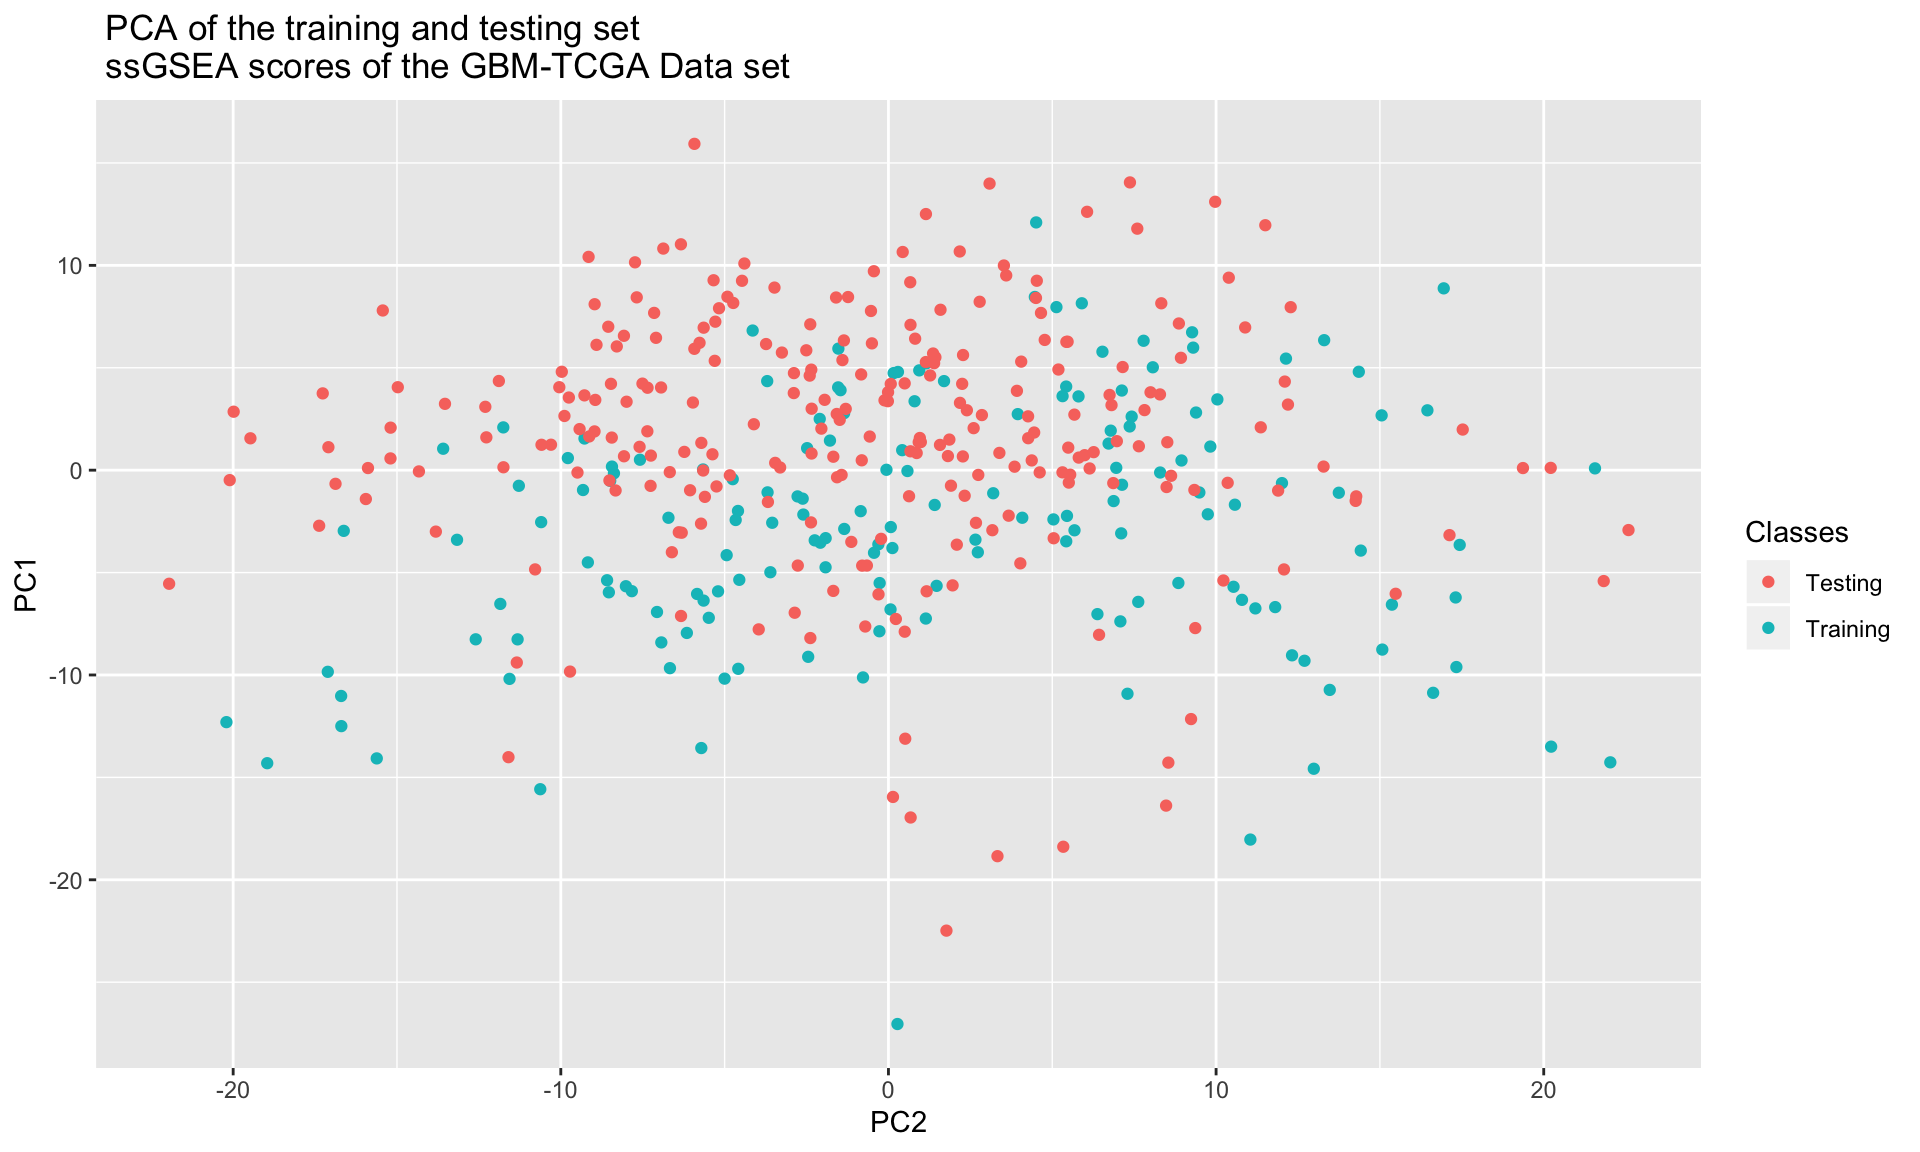 PCA of the training and testing set
ssGSEA scores of the GBM-TCGA Data set
PC1
10
0
-10
-20
-20
-10
0
10
20
PC2
Classes
Testing
Training